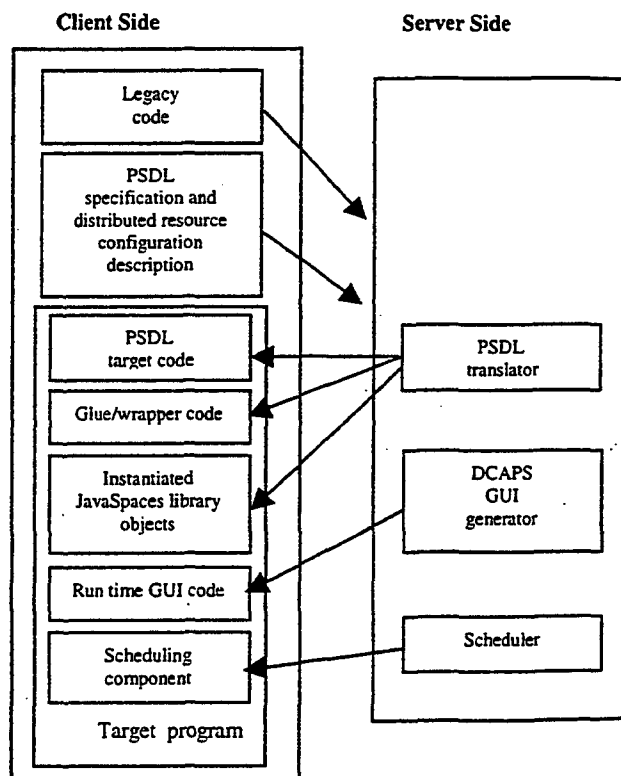 Client Side
Server Side
Legacy
code
PSDL
specification and
distributed resource
configuration
description
PSDL
target code
Glue/wrapper code
Instantiated
JavaSpaces library
objects
Run time GUI code
Scheduling
component
Target program
PSDL
translator
DCAPS
GUI
generator
Scheduler